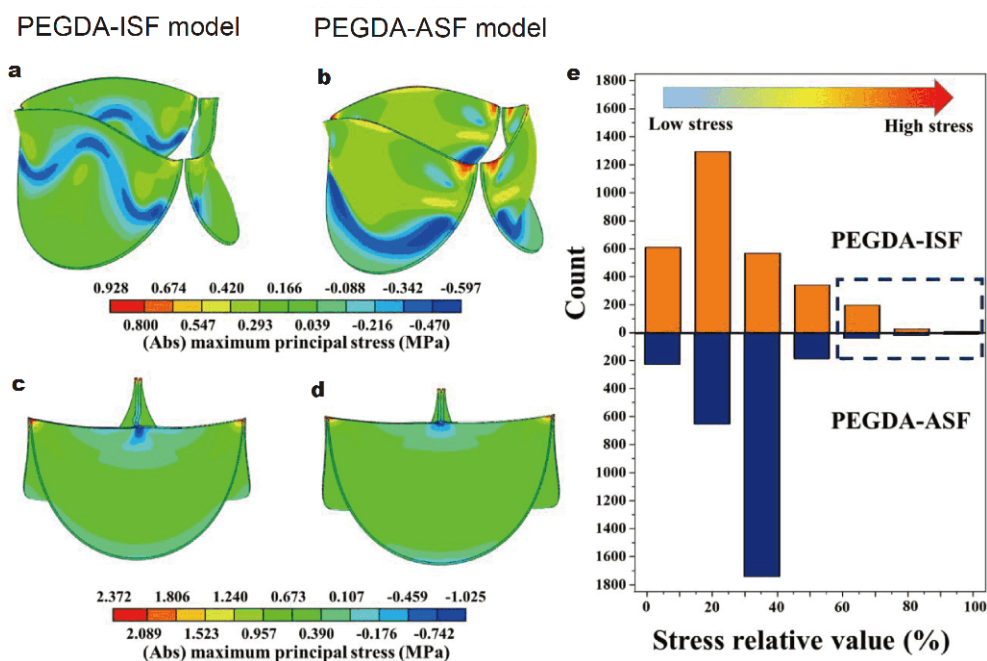 PEGDA-ISF model
PEGDA-ASF model
a
b
0.928 0.674 0.420 0.166 -0.088 -0.342 -0.597
0.800 0.547 0.293 0.039 -0.216 -0.470
(Abs) maximum principal stress (MPa)
c
d
2.372 1.806 1.240 0.673 0.107 -0.459 -1.025
2.089 1.523 0.957 0.390 -0.176 -0.742
(Abs) maximum principal stress (MPa)
e
1800
1600
1400
1200
1000
800
600
400
200
0
200
400
600
800
1000
1200
1400
1600
1800
Count
Low stress
High stress
PEGDA-ISF
PEGDA-ASF
0 20 40 60 80 100
Stress relative value (%)